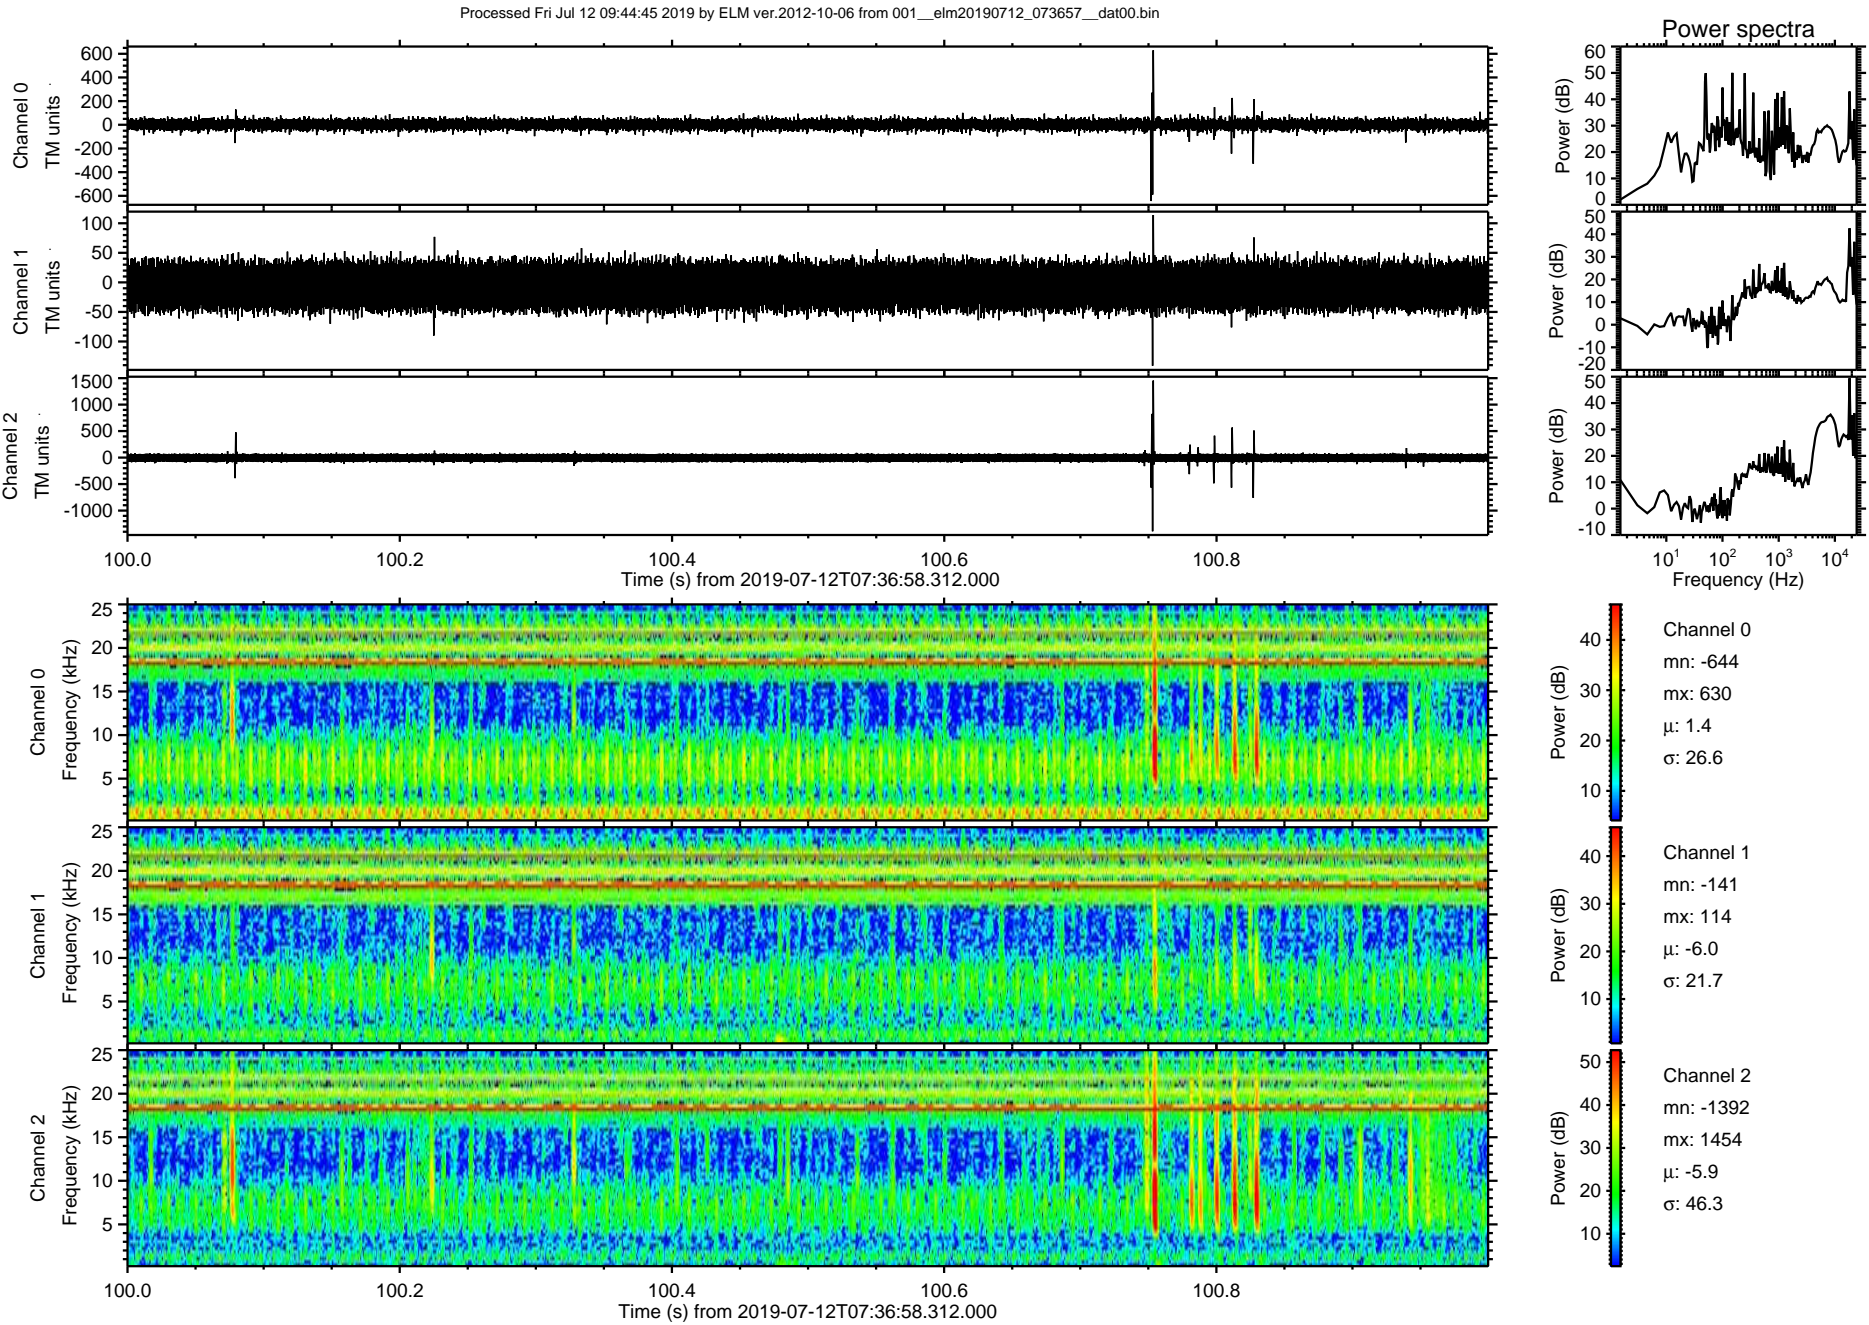 Processed Fri Jul 12 09:44:45 2019 by ELM ver.2012-10-06 from 001__elm20190712_073657__dat00.bin
Power spectra
Channel 0
TM units
600
400
200
0
-200
-400
-600
Power (dB)
60
50
40
30
20
10
0
Channel 1
TM units
100
50
0
-50
-100
Power (dB)
50
40
30
20
10
0
-10
-20
Channel 2
TM units
1500
1000
500
0
-500
-1000
Power (dB)
50
40
30
20
10
0
-10
100.0 100.2 100.4 100.6 100.8
Time (s) from 2019-07-12T07:36:58.312.000
10^1 10^2 10^3 10^4
Frequency (Hz)
Channel 0
Frequency (kHz)
25
20
15
10
5
Power (dB)
40
30
20
10
Channel 0
mn: -644
mx: 630
µ: 1.4
σ: 26.6
Channel 1
Frequency (kHz)
25
20
15
10
5
Power (dB)
40
30
20
10
Channel 1
mn: -141
mx: 114
µ: -6.0
σ: 21.7
Channel 2
Frequency (kHz)
25
20
15
10
5
Power (dB)
50
40
30
20
10
Channel 2
mn: -1392
mx: 1454
µ: -5.9
σ: 46.3
100.0 100.2 100.4 100.6 100.8
Time (s) from 2019-07-12T07:36:58.312.000